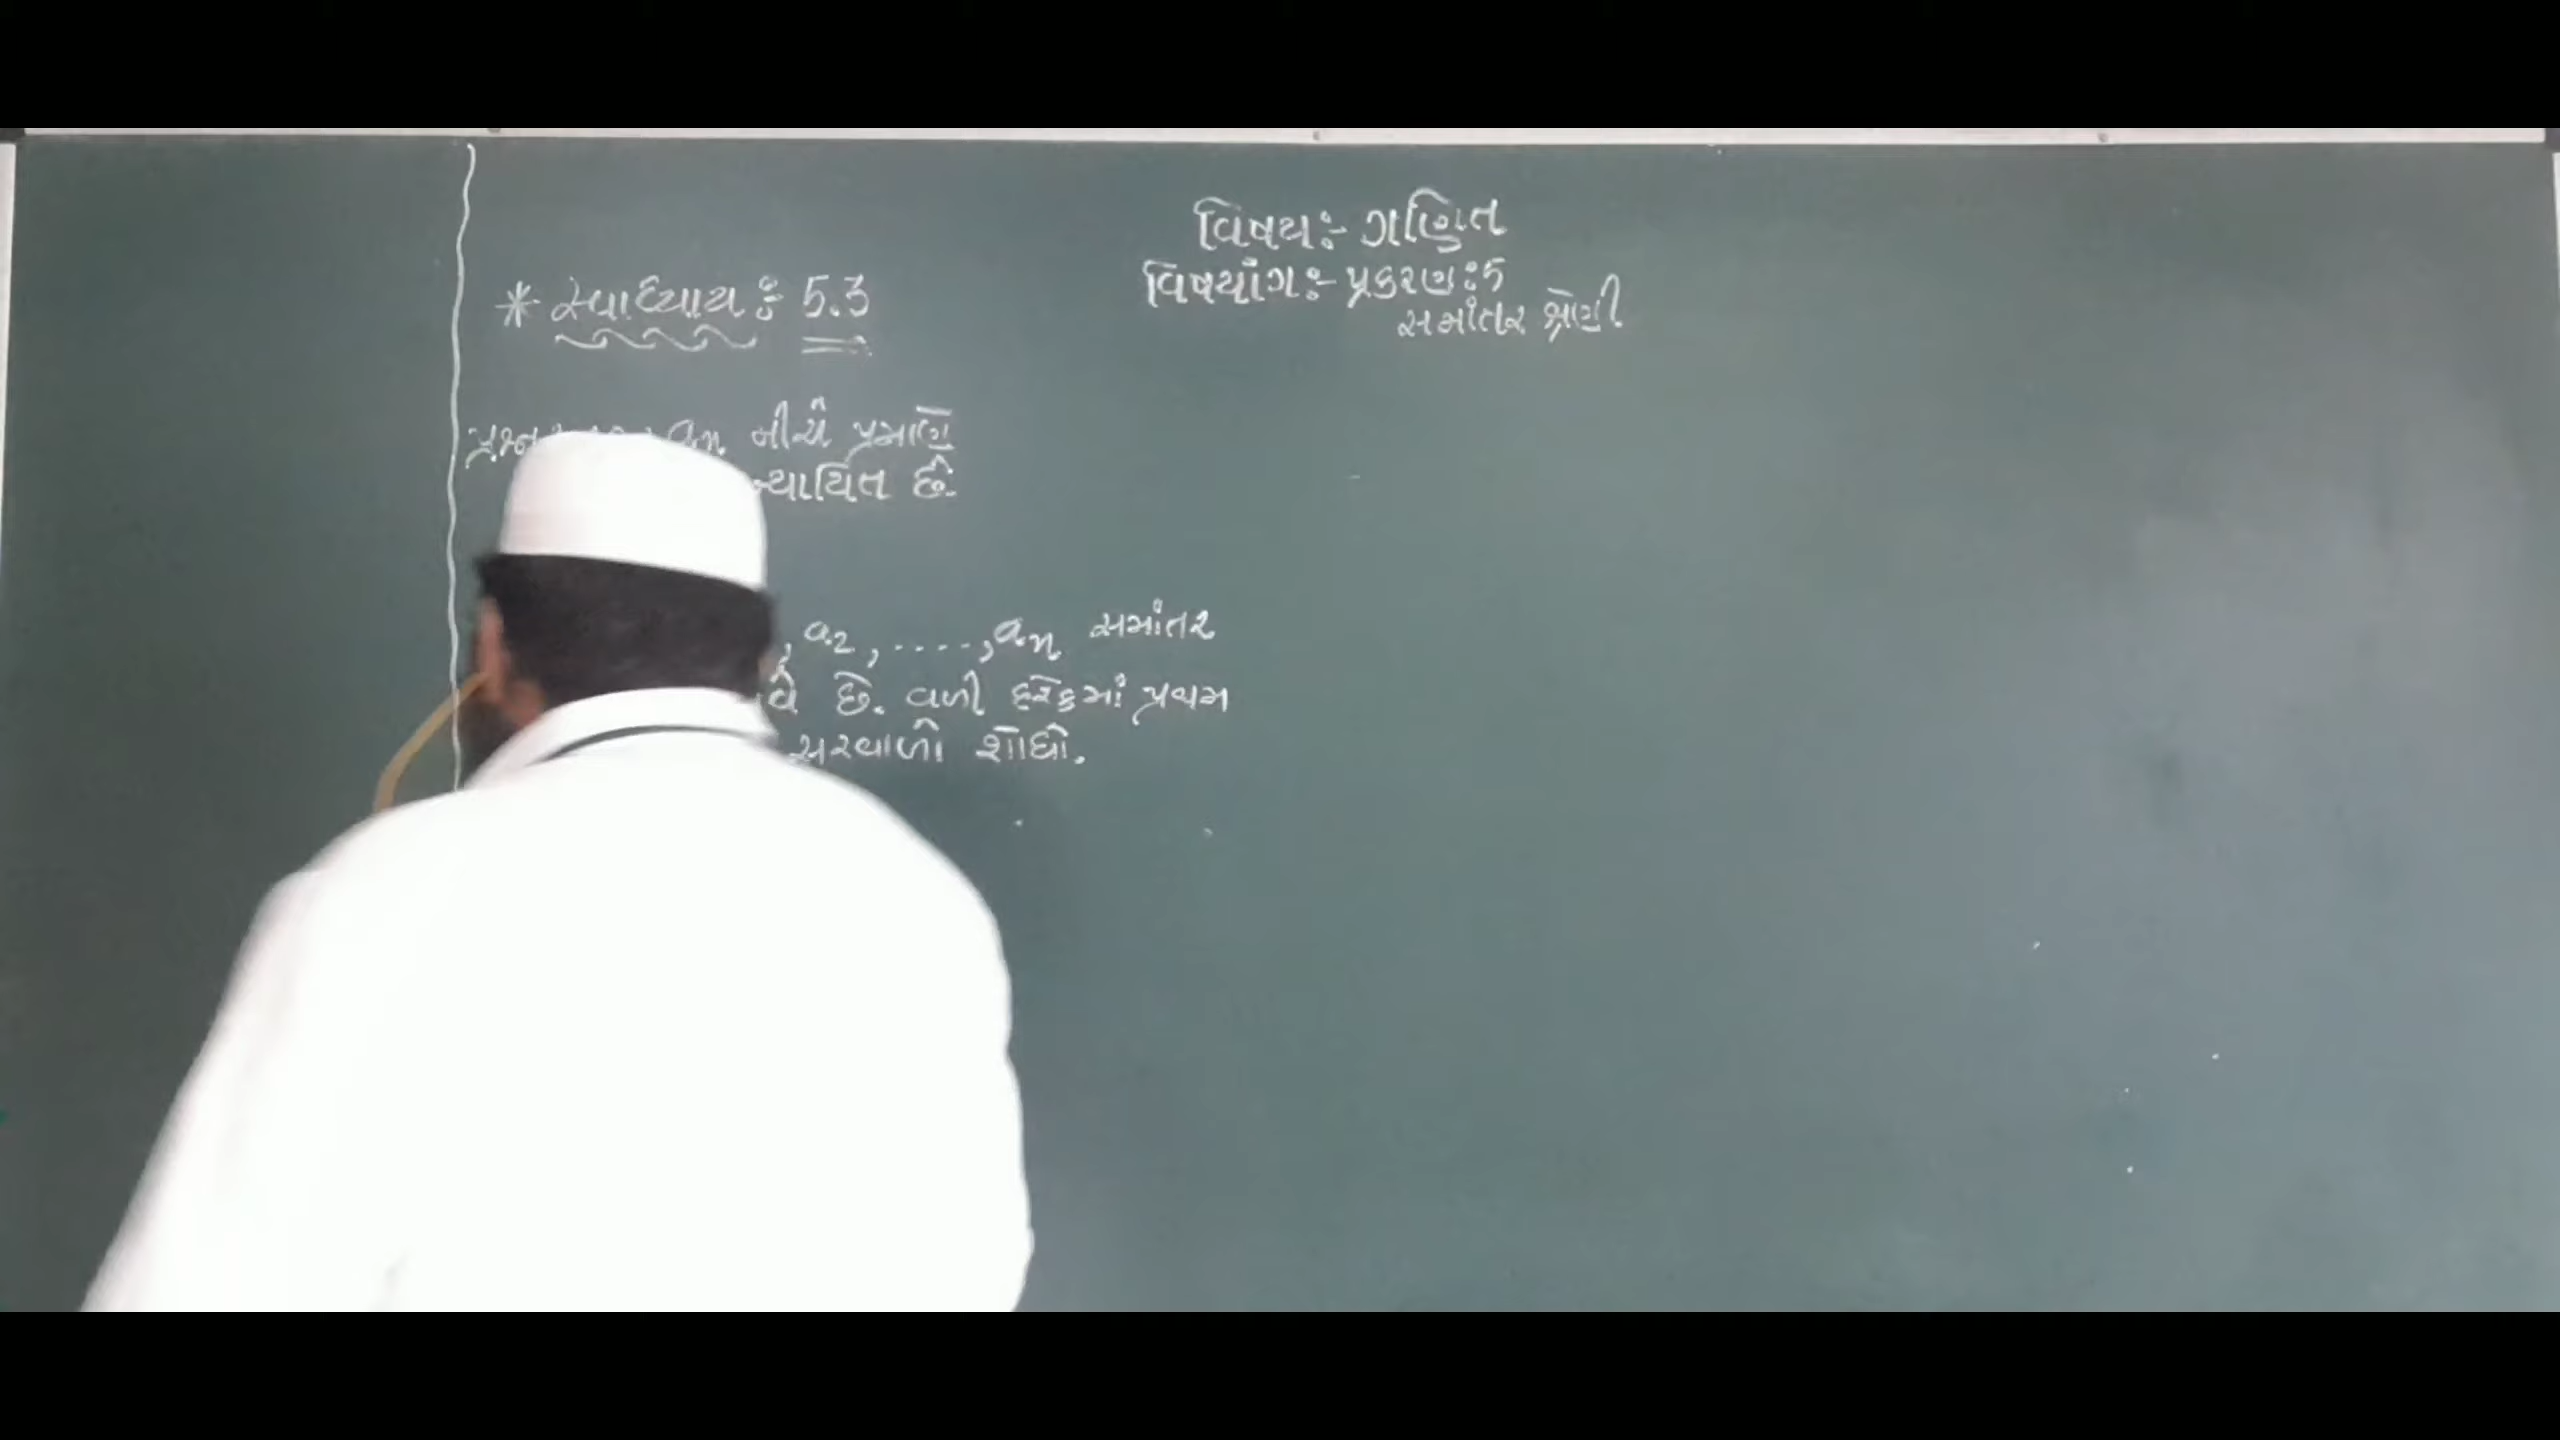 વિષય:- ગણિત
વિષયાંગ:- પ્રકરણ:5
સમાંતર શ્રેણી
* સ્વાધ્યાય: 5.3
પ્રશ્ન an નીચે પ્રમાણે
છે.
, a2, ....., an સમાંતર
છે. વળી દરેકમાં પ્રથમ
સરવાળો શોધો.